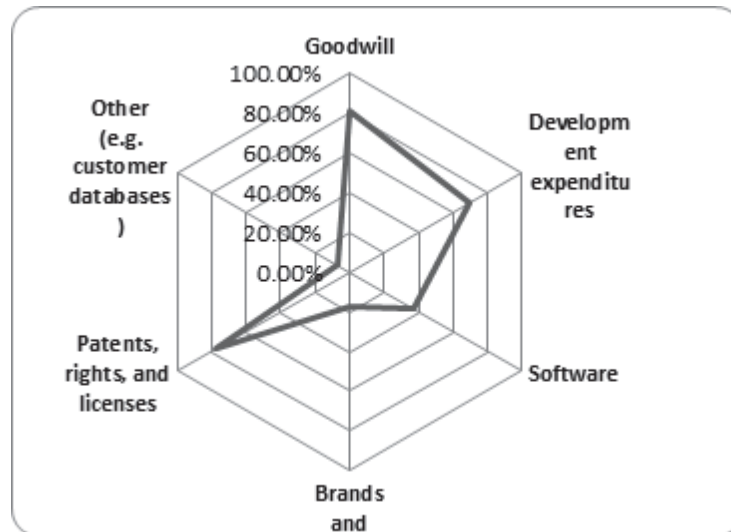 Goodwill
100.00%
80.00%
60.00%
40.00%
20.00%
0.00%
Developm
ent
expenditu
res
Software
Brands
and
Patents,
rights, and
licenses
Other
(e.g.
customer
databases
)